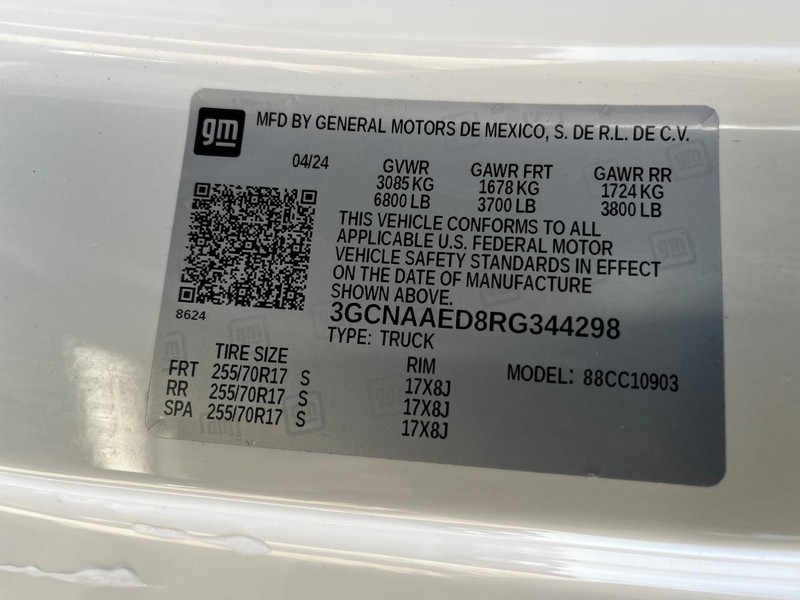 gm MFD BY GENERAL MOTORS DE MEXICO, S. DE R.L. DE C.V.
04/24 GVWR GAWR FRT GAWR RR
3085 KG 1678 KG 1724 KG
6800 LB 3700 LB 3800 LB
THIS VEHICLE CONFORMS TO ALL
APPLICABLE U.S. FEDERAL MOTOR
VEHICLE SAFETY STANDARDS IN EFFECT
ON THE DATE OF MANUFACTURE
SHOWN ABOVE.
8624 3GCNAAED8RG344298
TYPE: TRUCK
TIRE SIZE RIM MODEL: 88CC10903
FRT 255/70R17 S 17X8J
RR 255/70R17 S 17X8J
SPA 255/70R17 S 17X8J